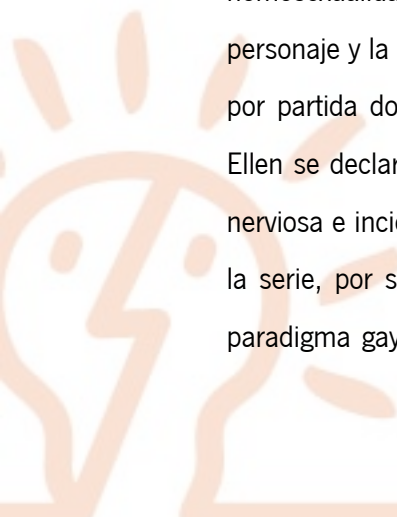 personaje y la
por partida do
Ellen se declar
nerviosa e inci
la serie, por s
paradigma gay